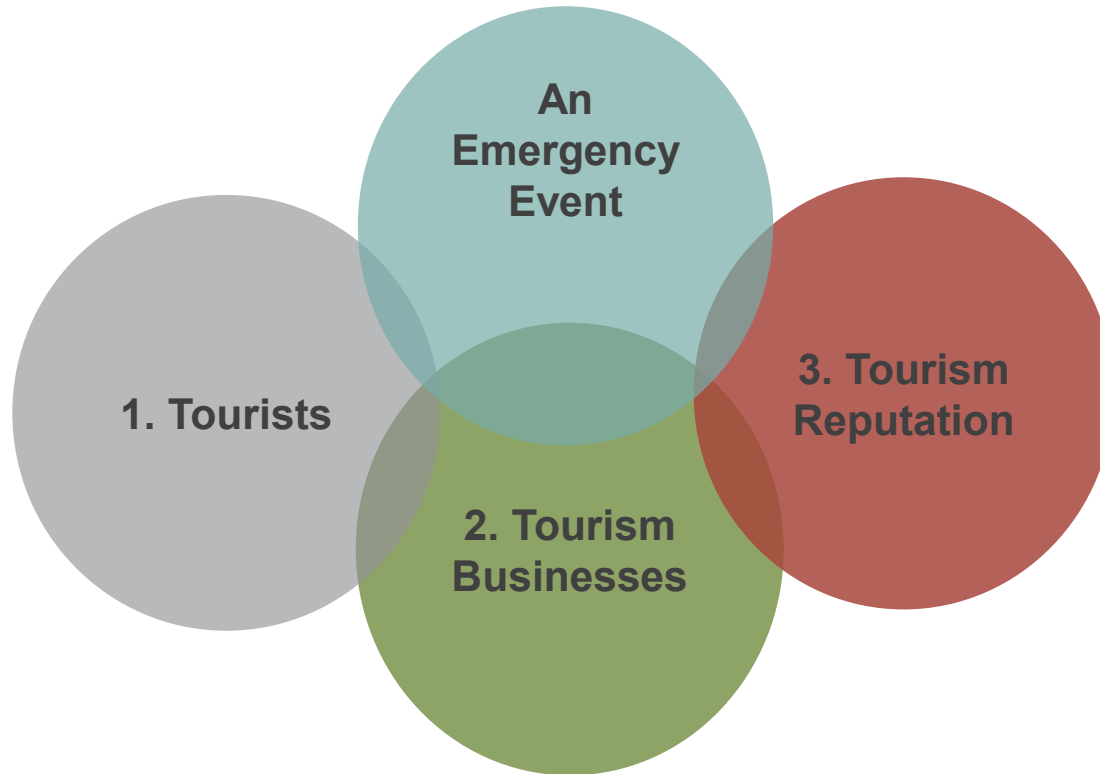 An
Emergency
Event
1. Tourists
3. Tourism
Reputation
2. Tourism
Businesses